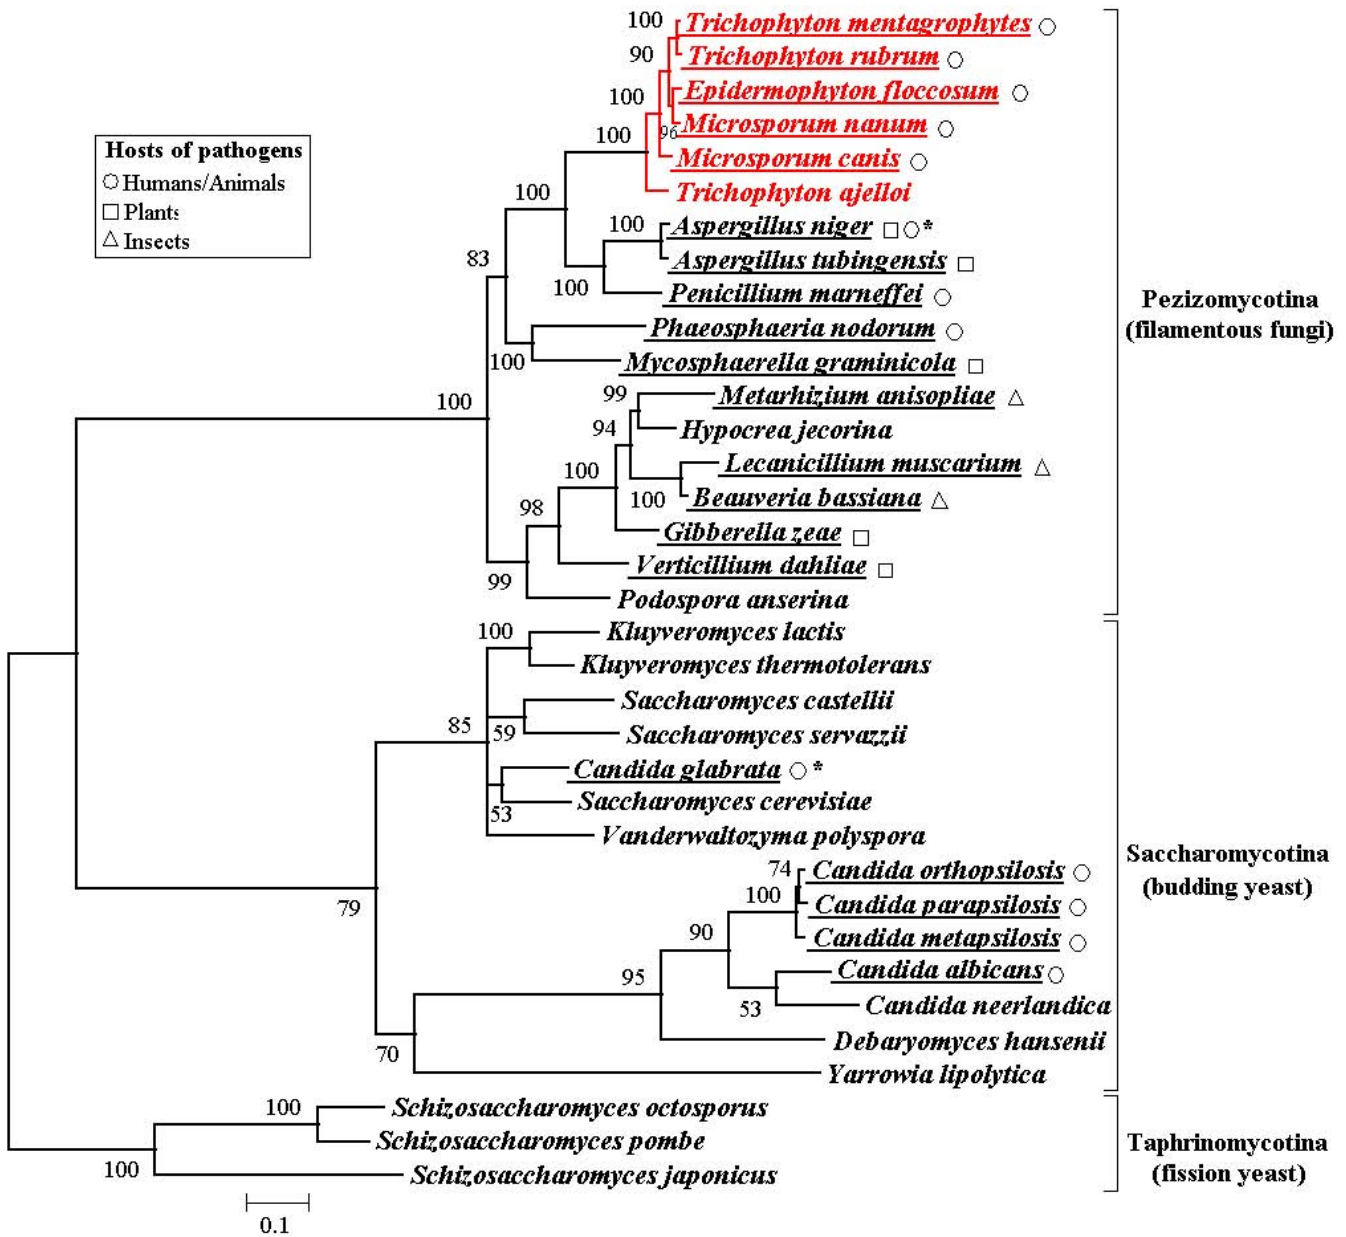 100
Trichophyton mentagrophytes
90
Trichophyton rubrum
100
Epidermophyton floccosum
100
96
Microsporum nanum
Microsporum canis
Trichophyton ajelloi
Hosts of pathogens
Humans/Animals
Plants
Insects
100
100
Aspergillus niger *
Aspergillus tubingensis
83
100
Penicillium marneffei
Phaeosphaeria nodorum
100
Mycosphaerella graminicola
Pezizomycotina
(filamentous fungi)
100
99
Metarhizium anisopliae
94
Hypocrea jecorina
100
Lecanicillium muscarium
100
Beauveria bassiana
98
Gibberella zeae
Verticillium dahliae
99
Podospora anserina
100
Kluyveromyces lactis
Kluyveromyces thermotolerans
Saccharomyces castellii
85
59
Saccharomyces servazzii
Candida glabrata *
Saccharomyces cerevisiae
53
Vanderwaltozyma polyspora
Saccharomycotina
(budding yeast)
74
Candida orthopsilosis
100
Candida parapsilosis
79
90
Candida metapsilosis
95
Candida albicans
53
Candida neerlandica
Debaryomyces hansenii
70
Yarrowia lipolytica
100
Schizosaccharomyces octosporus
Schizosaccharomyces pombe
100
Schizosaccharomyces japonicus
Taphrinomycotina
(fission yeast)
0.1